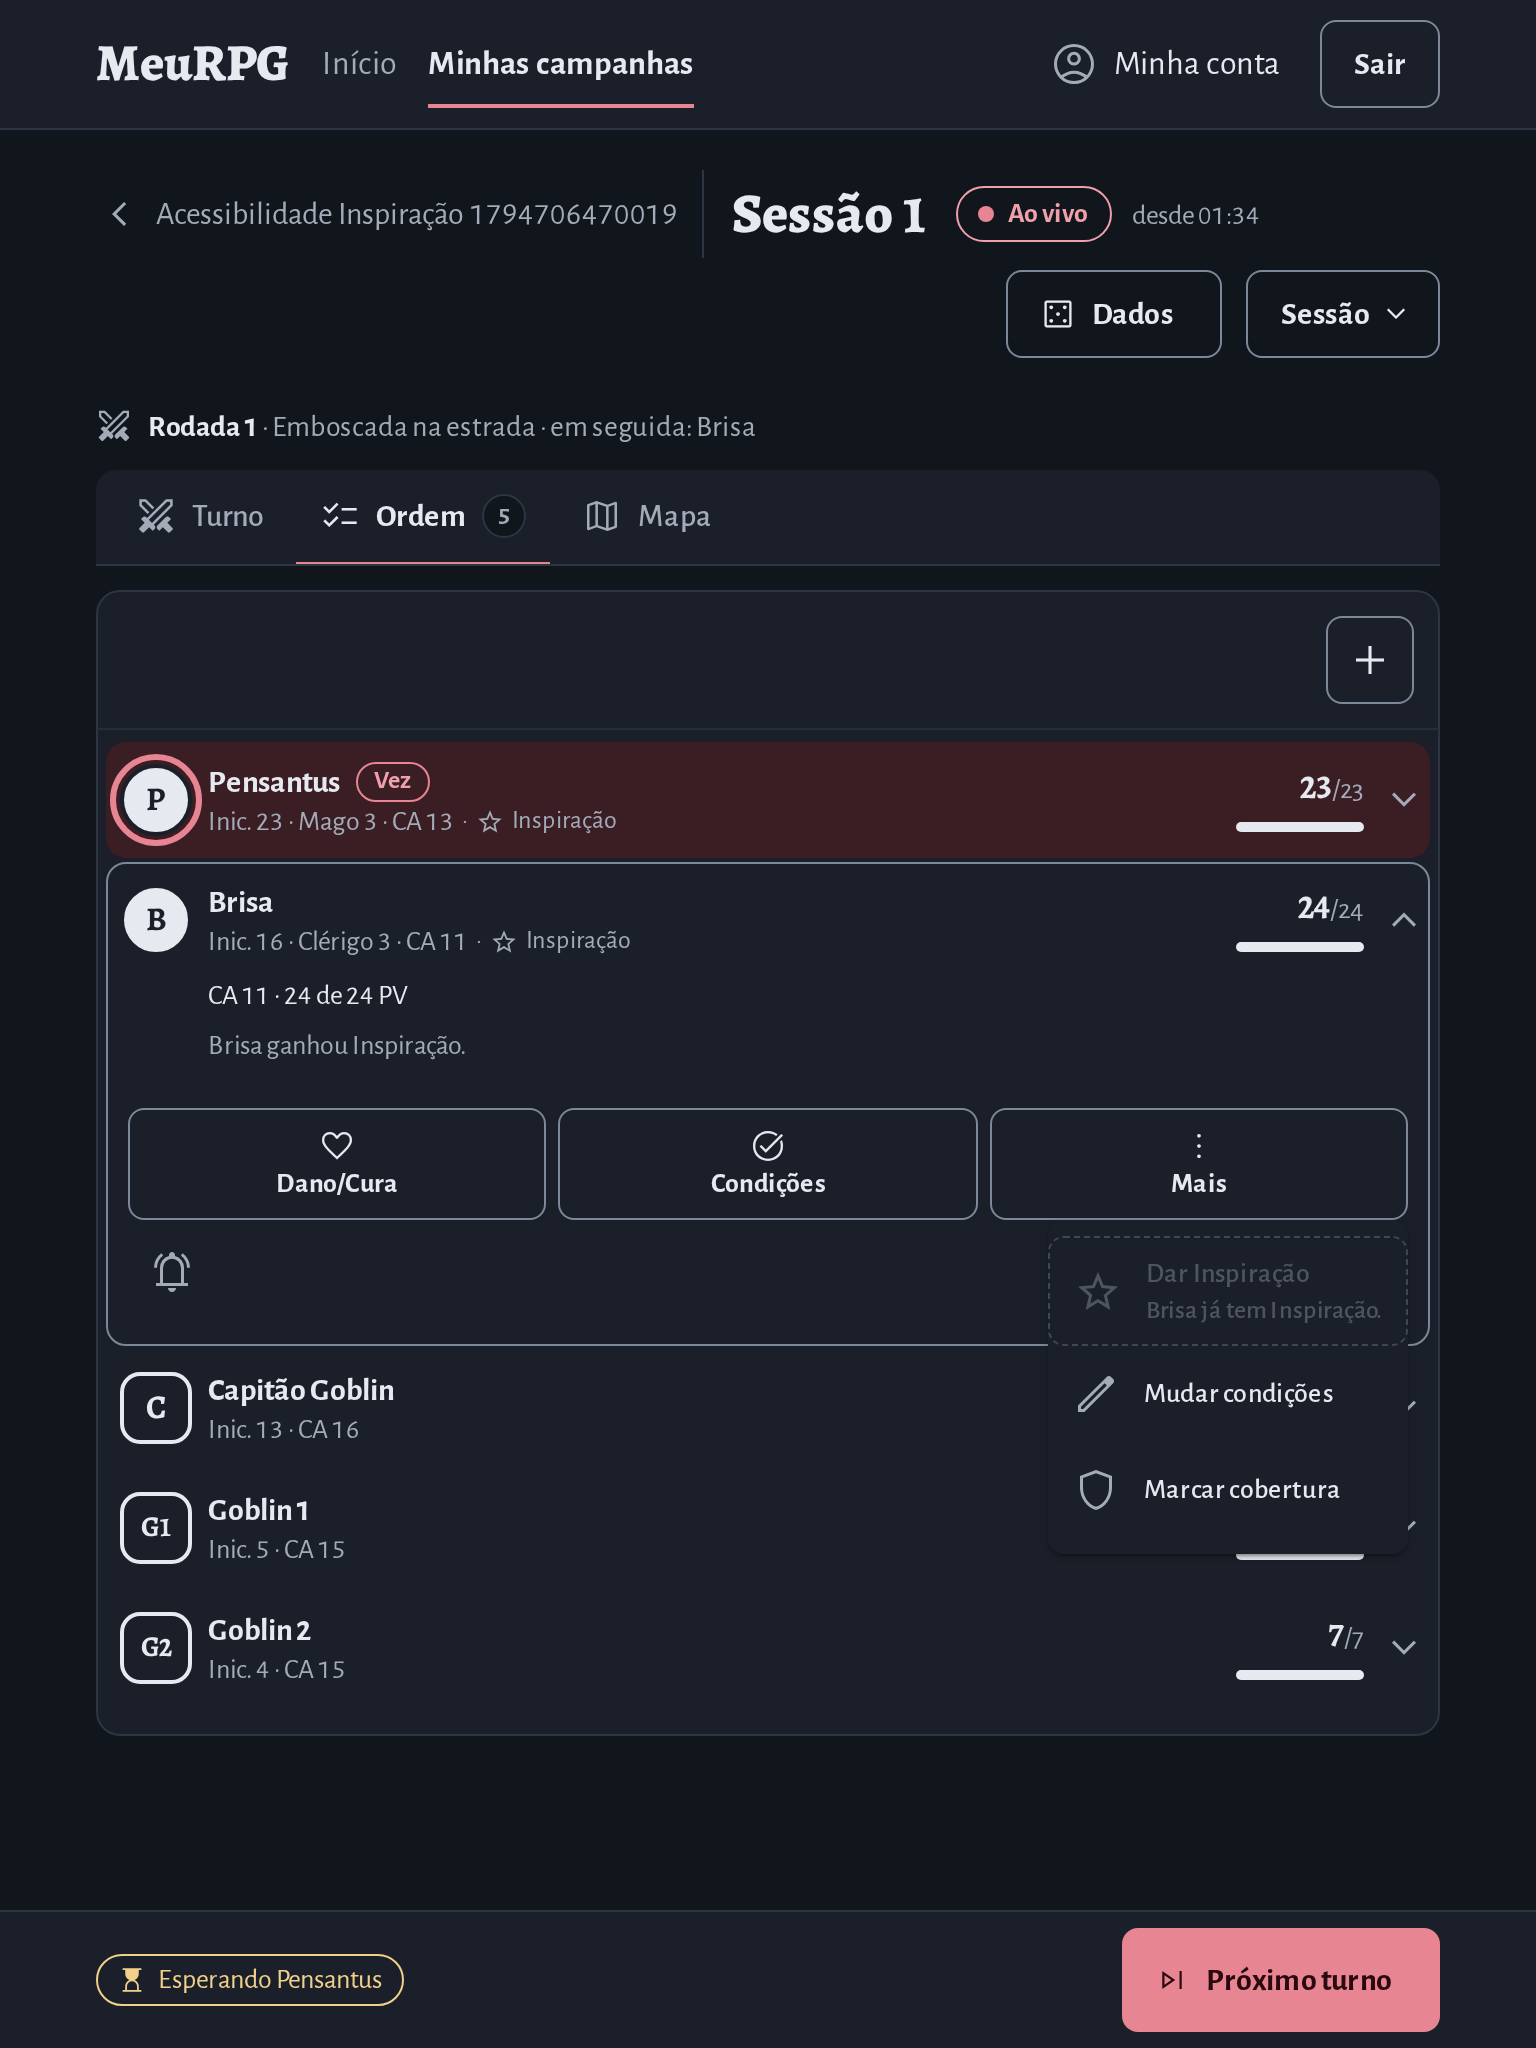 MeuRPG Início Minhas campanhas Minha conta Sair
Acessibilidade Inspiração 1794706470019 Sessão 1 Ao vivo desde 01:34
Dados Sessão
Rodada 1 · Emboscada na estrada · em seguida: Brisa
Turno Ordem 5 Mapa
P Pensantus Vez 23/23
Inic. 23 · Mago 3 · CA 13 · Inspiração
B Brisa 24/24
Inic. 16 · Clérigo 3 · CA 11 · Inspiração
CA 11 · 24 de 24 PV
Brisa ganhou Inspiração.
Dano/Cura Condições Mais
Dar Inspiração
Brisa já tem Inspiração.
Mudar condições
Marcar cobertura
C Capitão Goblin
Inic. 13 · CA 16
G1 Goblin 1
Inic. 5 · CA 15
G2 Goblin 2 7/7
Inic. 4 · CA 15
Esperando Pensantus Próximo turno